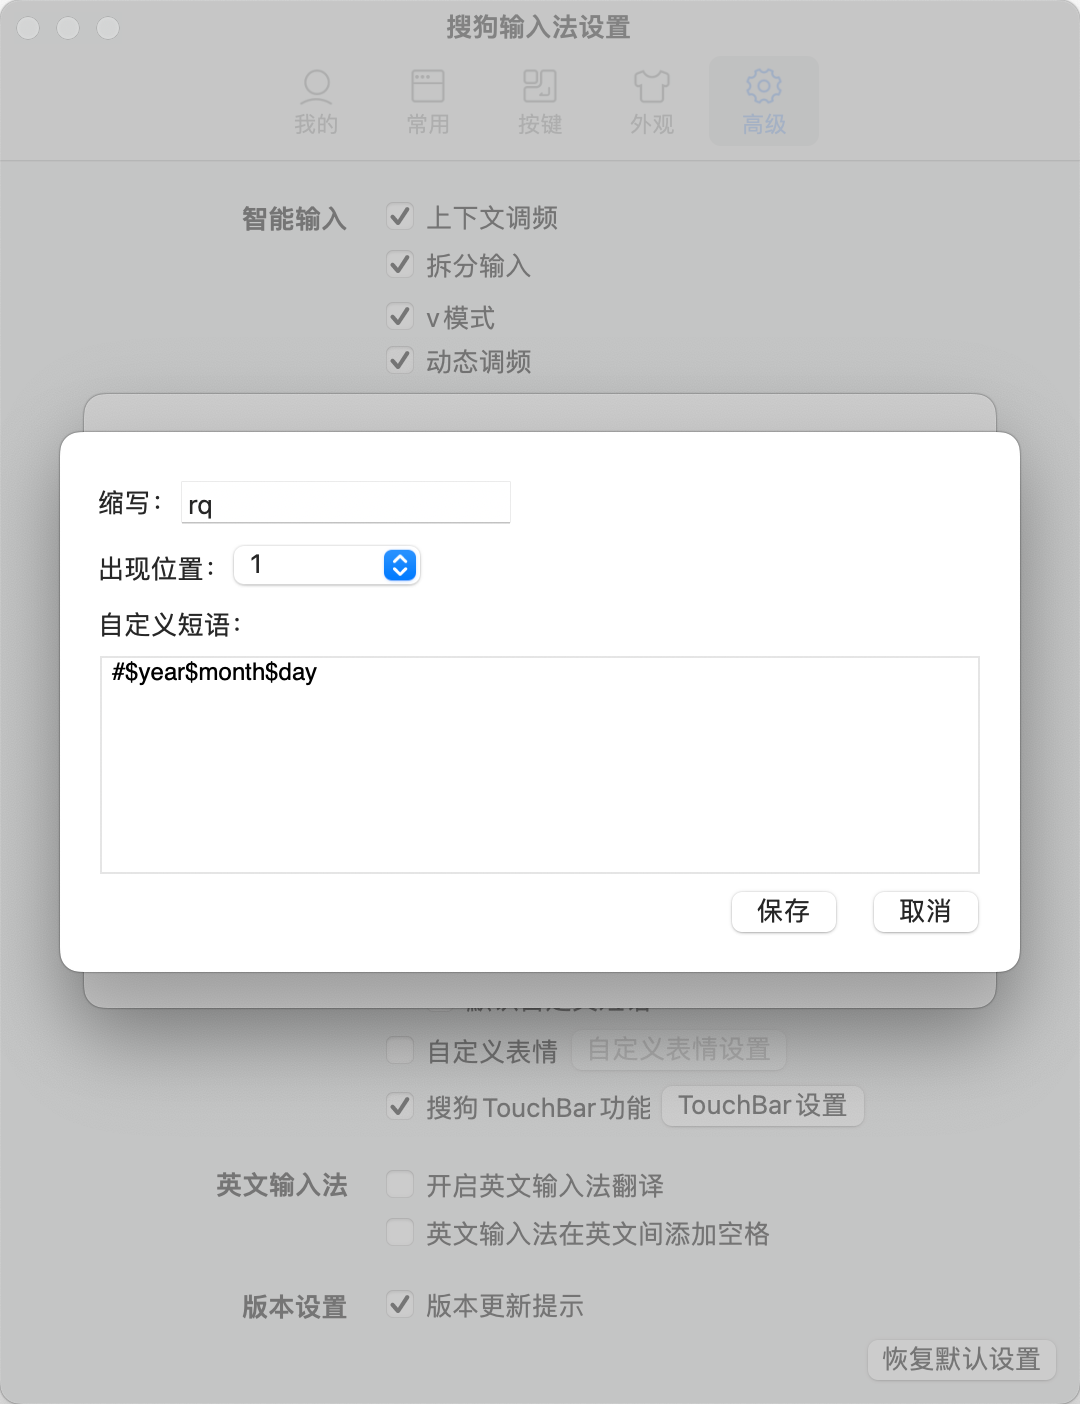 搜狗输入法设置
我的 常用 按键 外观 高级
智能输入 上下文调频
拆分输入
v模式
动态调频
缩写： rq
出现位置： 1
自定义短语：
#$year$month$day
保存 取消
自定义表情 自定义表情设置
搜狗TouchBar功能 TouchBar设置
英文输入法 开启英文输入法翻译
英文输入法在英文间添加空格
版本设置 版本更新提示
恢复默认设置